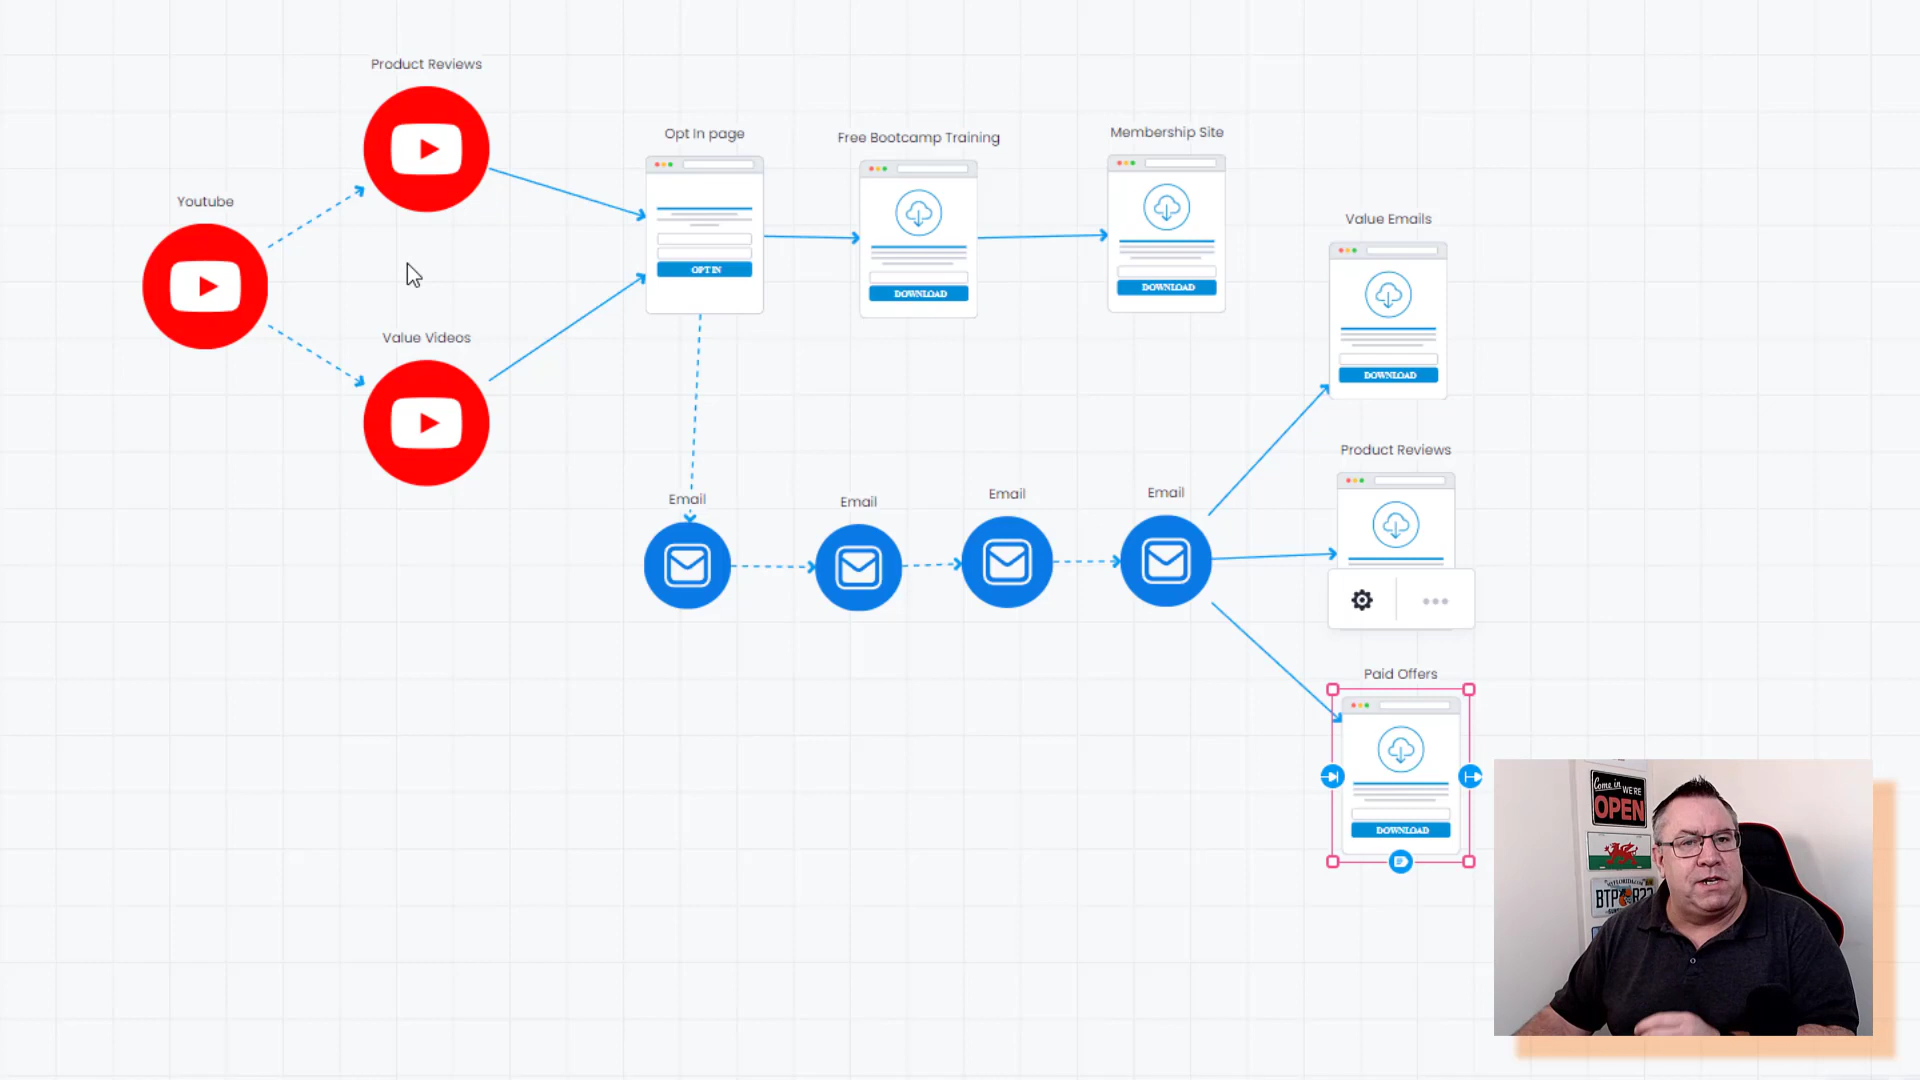 Product Reviews
Youtube
Value Videos
Opt In page
OPT IN
Free Bootcamp Training
DOWNLOAD
Membership Site
DOWNLOAD
Value Emails
DOWNLOAD
Email
Email
Email
Email
Product Reviews
Paid Offers
DOWNLOAD
Come in
WE'RE
OPEN